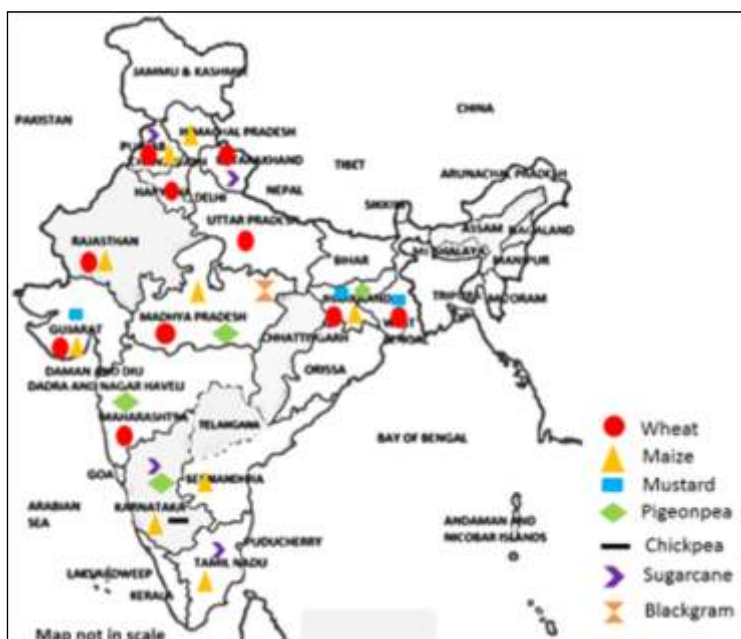 JAMMU & KASHMIR
CHINA
PAKISTAN
HIMACHAL PRADESH
TIBET
ARUNACHAL PRADESH
NEPAL
DELHI
SIKKIM
UTTAR PRADESH
ASSAM
NAGALAND
RAJASTHAN
BIHAR
MANIPUR
TRIPURA
MIZORAM
MADHYA PRADESH
GUJARAT
CHHATTISGARH
BENGAL
ORISSA
DAMAN AND DIU
DADRA AND NAGAR HAVELI
MAHARASHTRA
TELANGANA
BAY OF BENGAL
Wheat
GOA
Maize
Mustard
ARABIAN
SEA
KARNATAKA
ANDAMAN AND
NICOBAR ISLANDS
Pigeonpea
PUDUCHERRY
Chickpea
TAMIL NADU
LAKSHADWEEP
Sugarcane
KERALA
Blackgram
Map not in scale